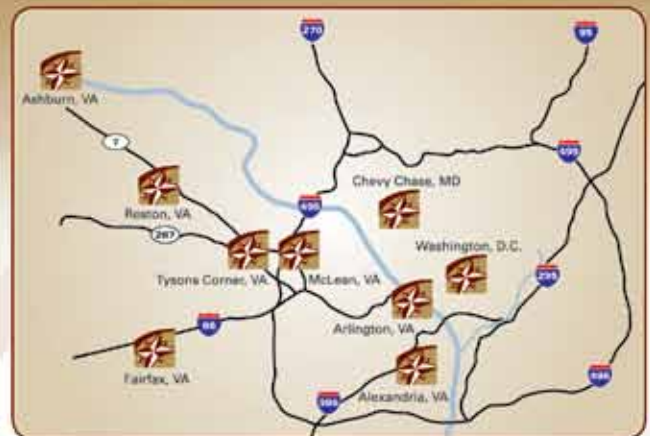 270
95
Ashburn, VA
7
495
Chevy Chase, MD
Reston, VA
495
267
Washington, D.C.
Tysons Corner, VA
McLean, VA
295
Arlington, VA
66
Fairfax, VA
Alexandria, VA
395